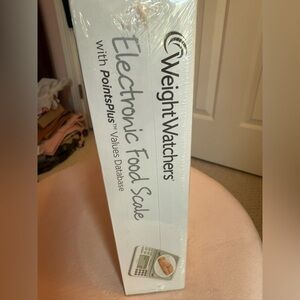 WeightWatchers
Electronic Food Scale
with PointsPlus™ Values Database